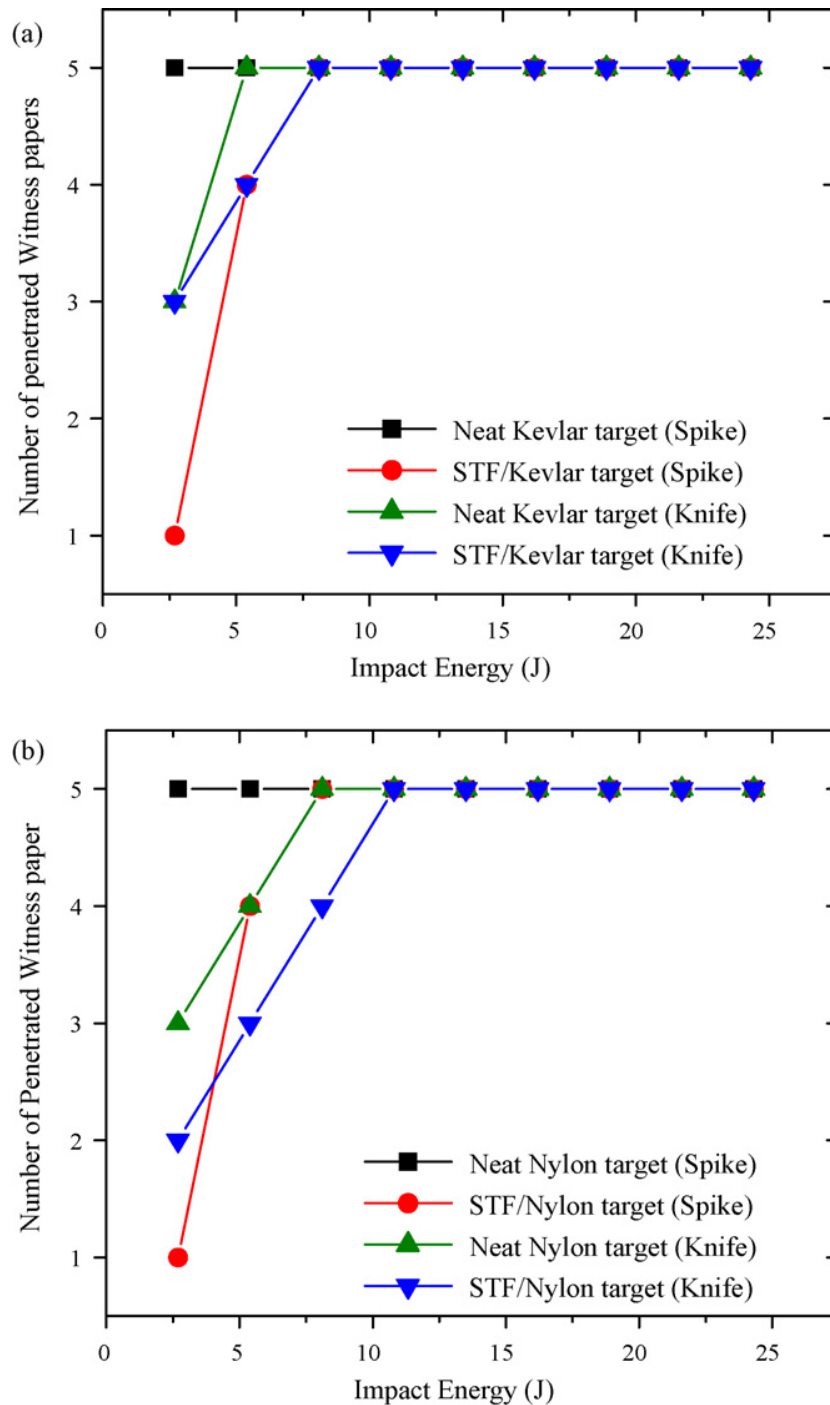 (a)
5
4
3
2
1
Number of penetrated Witness papers
Neat Kevlar target (Spike)
STF/Kevlar target (Spike)
Neat Kevlar target (Knife)
STF/Kevlar target (Knife)
0 5 10 15 20 25
Impact Energy (J)
(b)
5
4
3
2
1
Number of Penetrated Witness paper
Neat Nylon target (Spike)
STF/Nylon target (Spike)
Neat Nylon target (Knife)
STF/Nylon target (Knife)
0 5 10 15 20 25
Impact Energy (J)